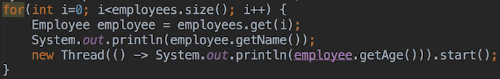 for(int i=0; i<employees.size(); i++) {
Employee employee = employees.get(i);
System.out.println(employee.getName());
new Thread(() -> System.out.println(employee.getAge())).start();
}